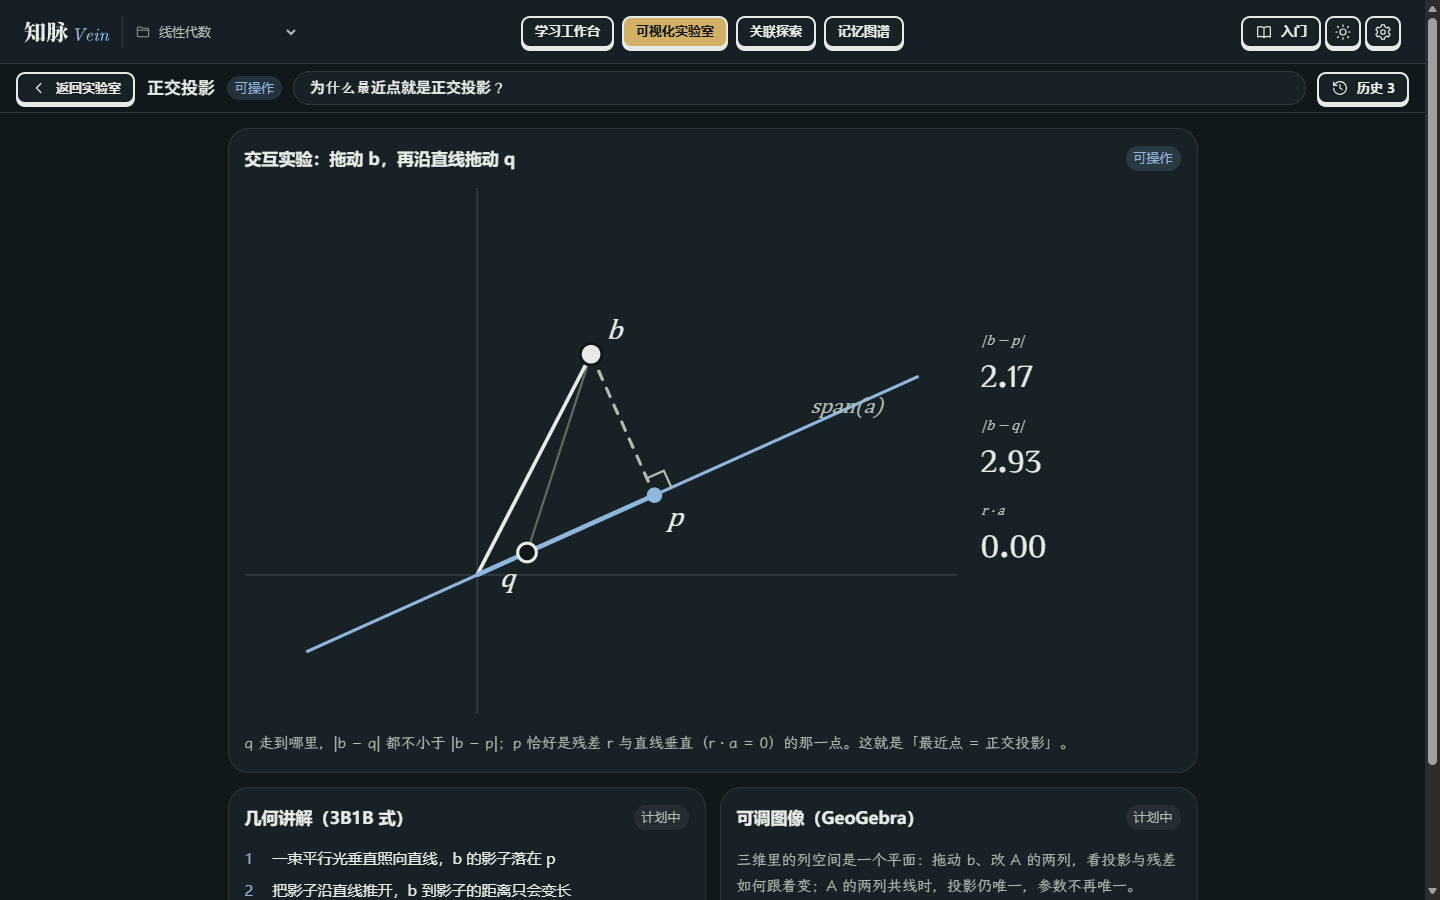 知脉 Vein
线性代数
学习工作台
可视化实验室
关联探索
记忆图谱
入门
返回实验室
正交投影
可操作
为什么最近点就是正交投影？
历史 3
交互实验：拖动 b，再沿直线拖动 q
可操作
b
|b − p|
2.17
span(a)
|b − q|
2.93
p
r · a
0.00
q
q 走到哪里，|b − q| 都不小于 |b − p|；p 恰好是残差 r 与直线垂直（r · a = 0）的那一点。这就是「最近点 = 正交投影」。
几何讲解（3B1B 式）
计划中
1 一束平行光垂直照向直线，b 的影子落在 p
2 把影子沿直线推开，b 到影子的距离只会变长
可调图像（GeoGebra）
计划中
三维里的列空间是一个平面：拖动 b、改 A 的两列，看投影与残差
如何跟着变；A 的两列共线时，投影仍唯一，参数不再唯一。